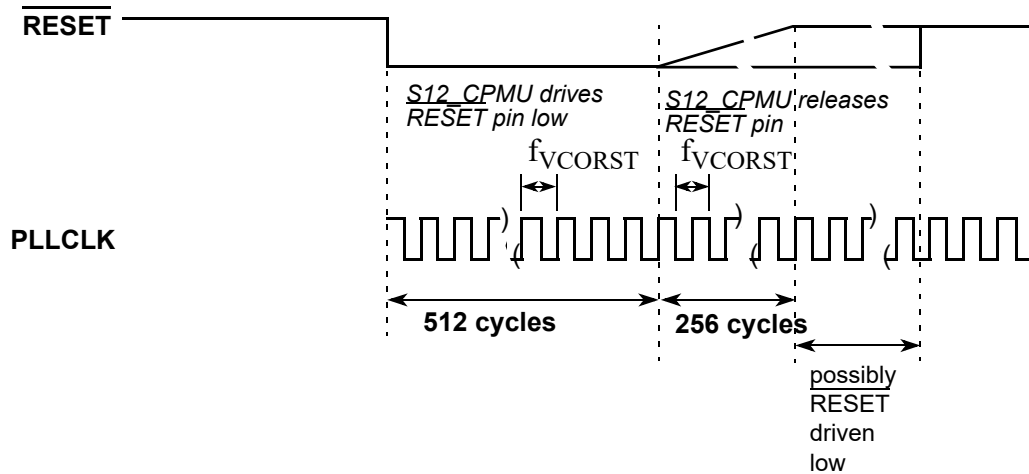 RESET
S12_CPMU drives
RESET pin low
S12_CPMU releases
RESET pin
fVCORST
fVCORST
PLLCLK
) ( ) ( ) (
512 cycles
256 cycles
possibly
RESET
driven
low